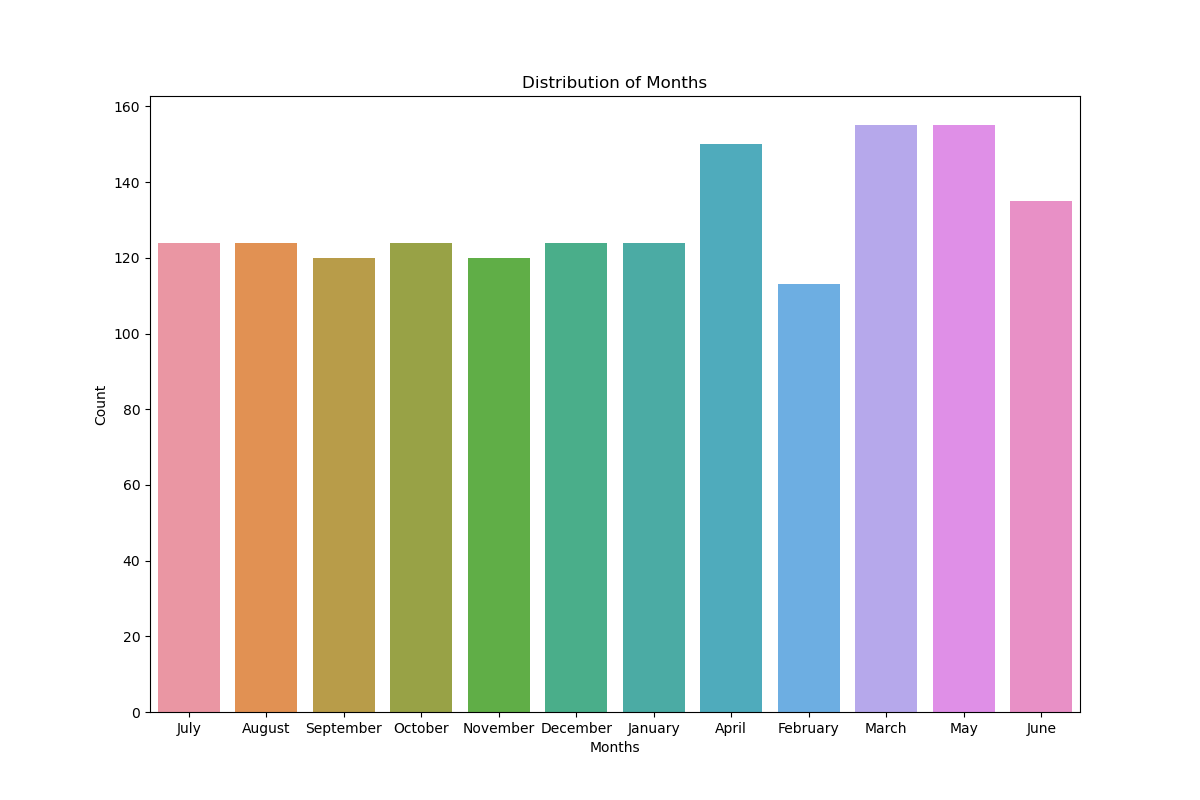 Distribution of Months
160
140
120
100
80
60
40
20
0
Count
July August September October November December January April February March May June
Months